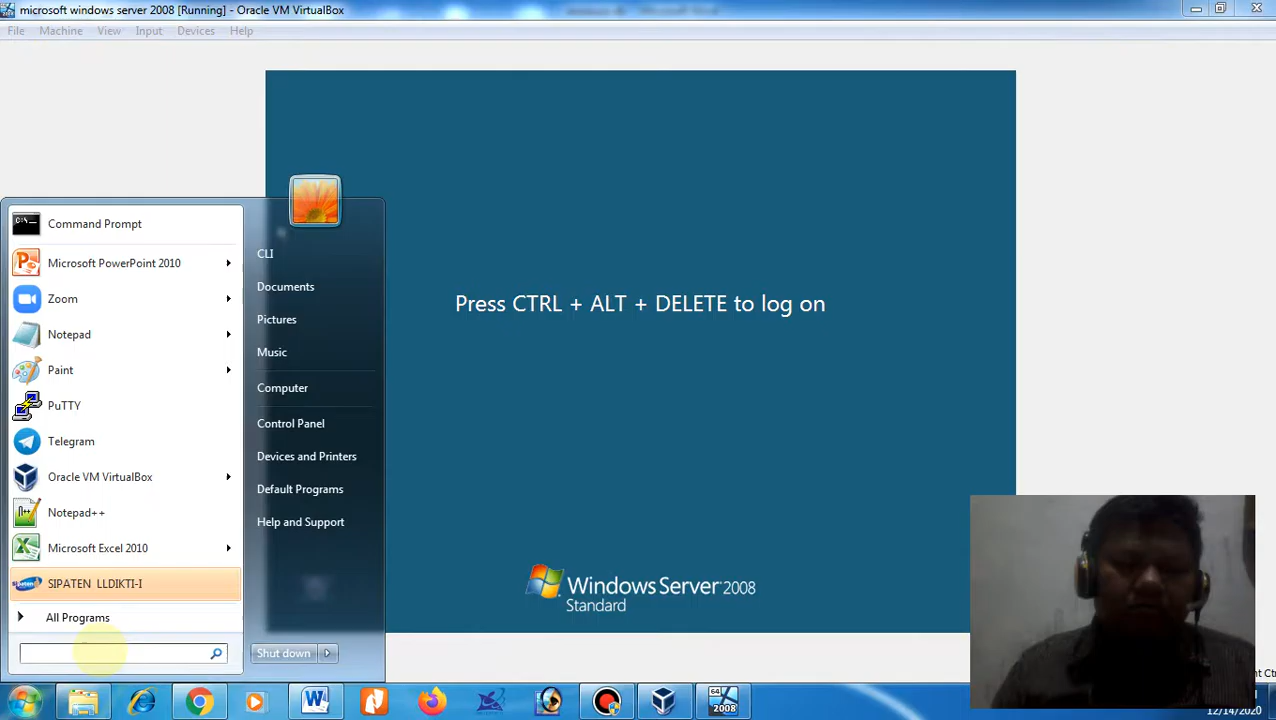 microsoft windows server 2008 [Running] - Oracle VM VirtualBox
File Machine View Input Devices Help
Press CTRL + ALT + DELETE to log on
Windows Server 2008
Standard
Command Prompt
Microsoft PowerPoint 2010
Zoom
Notepad
Paint
PuTTY
Telegram
Oracle VM VirtualBox
Notepad++
Microsoft Excel 2010
SIPATEN LLDIKTI-I
All Programs
CLI
Documents
Pictures
Music
Computer
Control Panel
Devices and Printers
Default Programs
Help and Support
Shut down
nt Ct
64
2008
12/14/2020